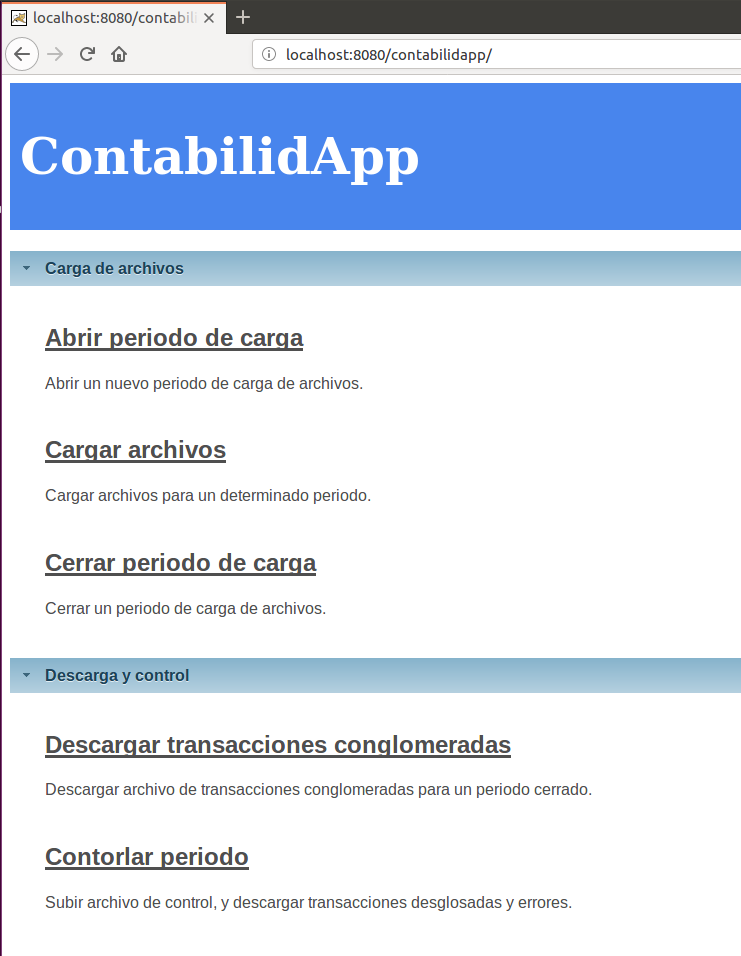 localhost:8080/contabili
localhost:8080/contabilidapp/
ContabilidApp
Carga de archivos
Abrir periodo de carga
Abrir un nuevo periodo de carga de archivos.
Cargar archivos
Cargar archivos para un determinado periodo.
Cerrar periodo de carga
Cerrar un periodo de carga de archivos.
Descarga y control
Descargar transacciones conglomeradas
Descargar archivo de transacciones conglomeradas para un periodo cerrado.
Contorlar periodo
Subir archivo de control, y descargar transacciones desglosadas y errores.